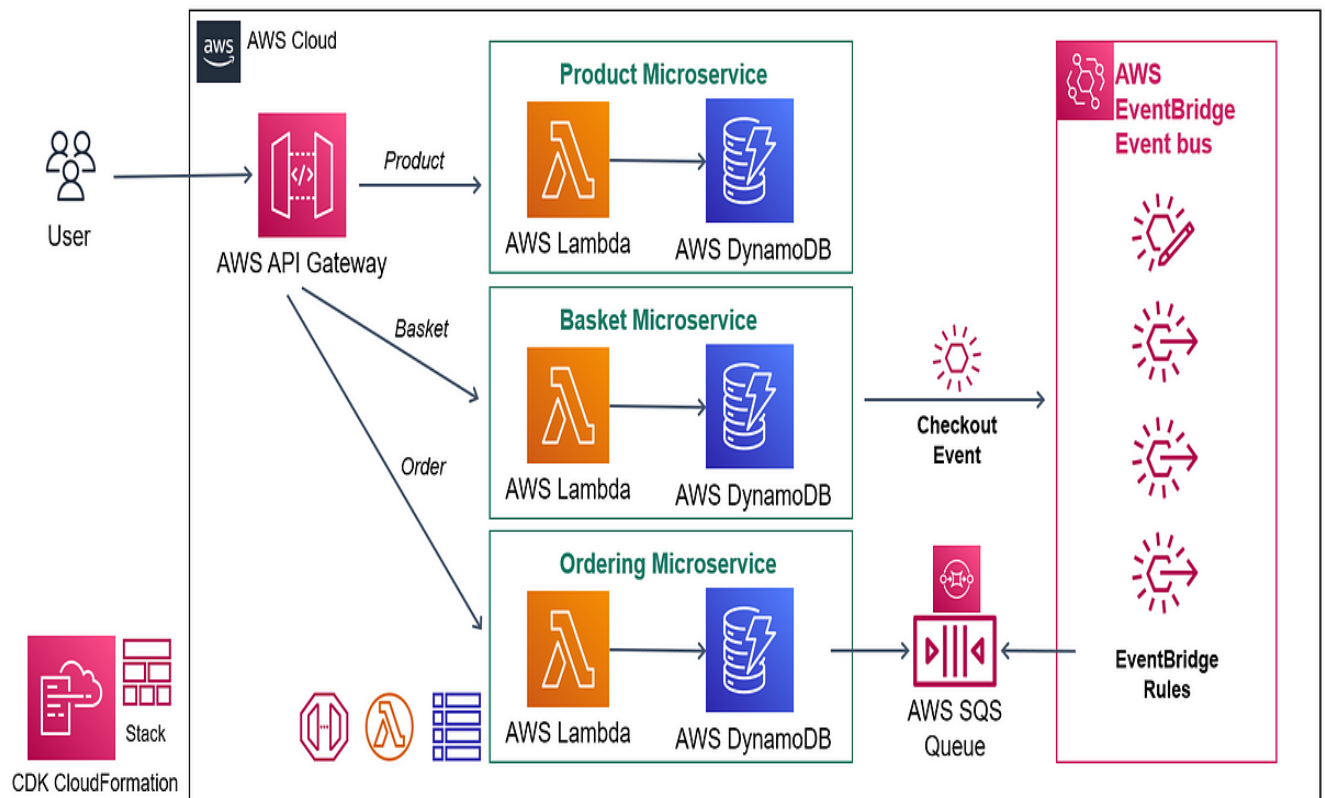 aws
AWS Cloud
User
AWS API Gateway
Product
Basket
Order
Product Microservice
AWS Lambda
AWS DynamoDB
Basket Microservice
AWS Lambda
AWS DynamoDB
Ordering Microservice
AWS Lambda
AWS DynamoDB
Checkout
Event
AWS SQS
Queue
AWS
EventBridge
Event bus
EventBridge
Rules
Stack
CDK CloudFormation